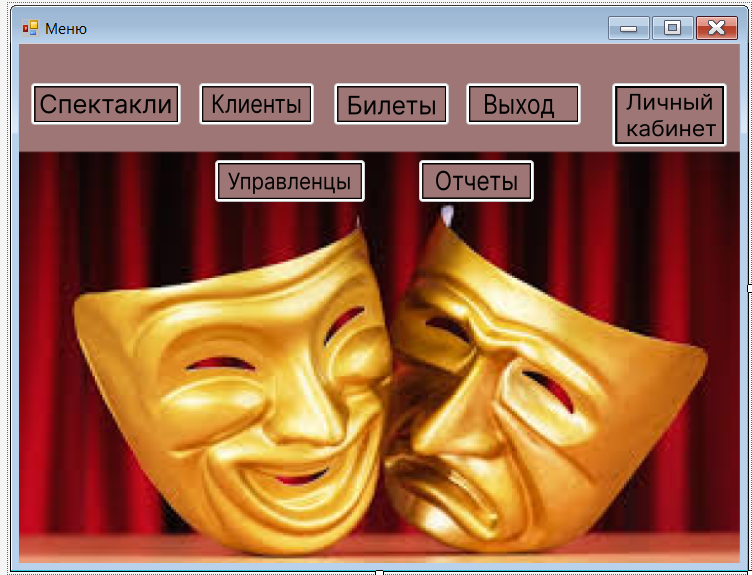 Меню
Спектакли
Клиенты
Билеты
Выход
Личный
кабинет
Управленцы
Отчеты